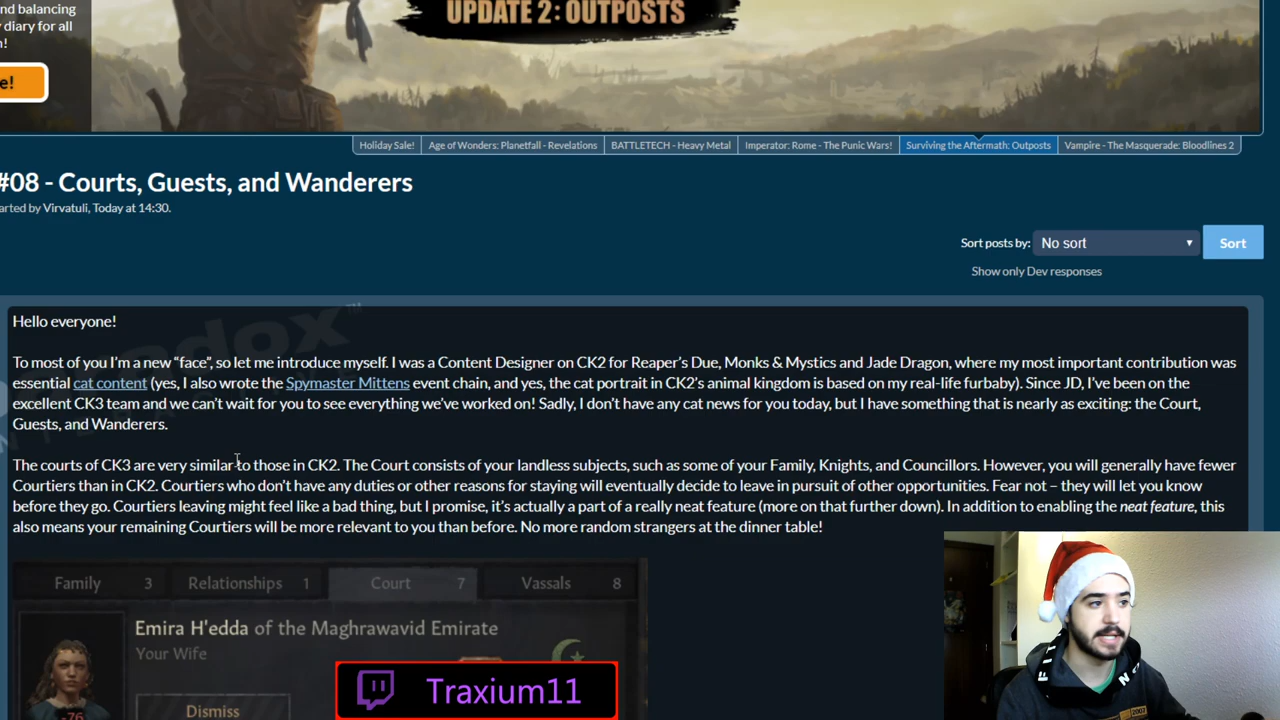 and balancing
y diary for all
n!
e!
UPDATE 2: OUTPOSTS
Holiday Sale! Age of Wonders: Planetfall - Revelations BATTLETECH - Heavy Metal Imperator: Rome - The Punic Wars! Surviving the Aftermath: Outposts Vampire - The Masquerade: Bloodlines 2
#08 - Courts, Guests, and Wanderers
arted by Virvatuli, Today at 14:30.
Sort posts by: No sort Sort
Show only Dev responses
Hello everyone!
To most of you I'm a new “face”, so let me introduce myself. I was a Content Designer on CK2 for Reaper's Due, Monks & Mystics and Jade Dragon, where my most important contribution was
essential cat content (yes, I also wrote the Spymaster Mittens event chain, and yes, the cat portrait in CK2's animal kingdom is based on my real-life furbaby). Since JD, I've been on the
excellent CK3 team and we can't wait for you to see everything we've worked on! Sadly, I don't have any cat news for you today, but I have something that is nearly as exciting: the Court,
Guests, and Wanderers.
The courts of CK3 are very similar to those in CK2. The Court consists of your landless subjects, such as some of your Family, Knights, and Councillors. However, you will generally have fewer
Courtiers than in CK2. Courtiers who don't have any duties or other reasons for staying will eventually decide to leave in pursuit of other opportunities. Fear not – they will let you know
before they go. Courtiers leaving might feel like a bad thing, but I promise, it's actually a part of a really neat feature (more on that further down). In addition to enabling the neat feature, this
also means your remaining Courtiers will be more relevant to you than before. No more random strangers at the dinner table!
Family 3 Relationships 1 Court 7 Vassals 8
Emira H'edda of the Maghrawavid Emirate
Your Wife
Dismiss
-76
Traxium11